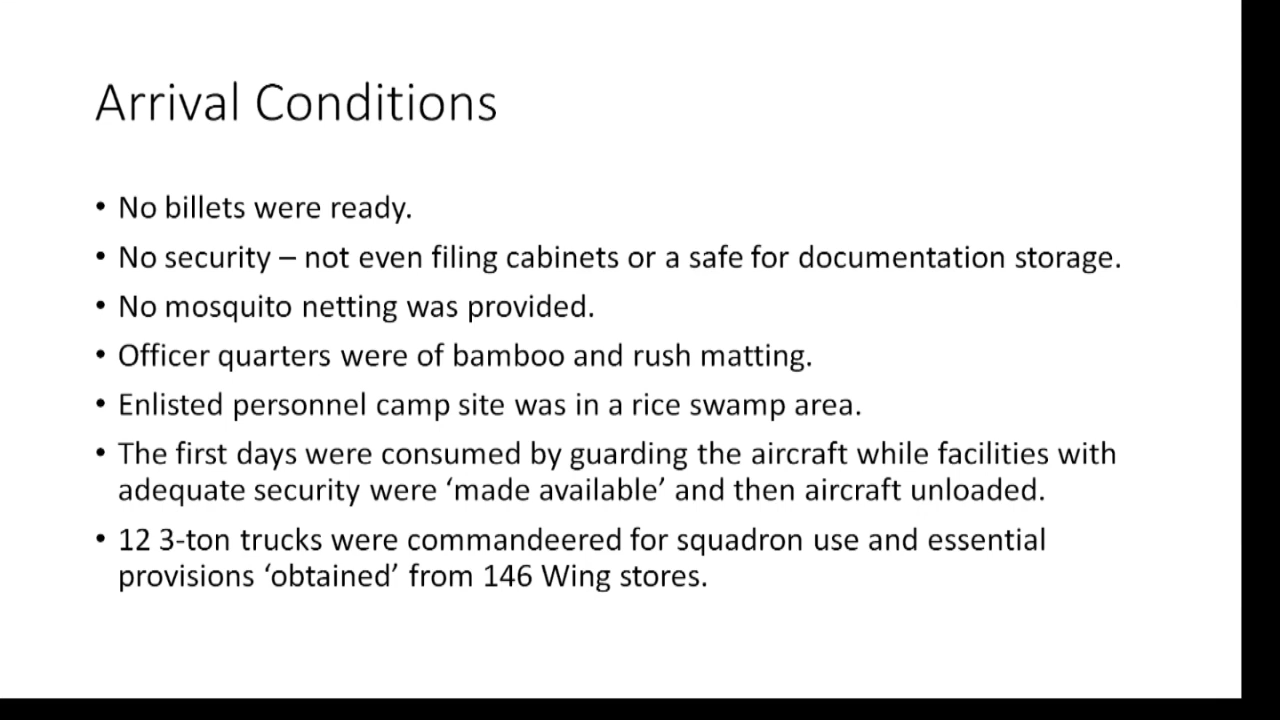 Arrival Conditions
• No billets were ready.
• No security – not even filing cabinets or a safe for documentation storage.
• No mosquito netting was provided.
• Officer quarters were of bamboo and rush matting.
• Enlisted personnel camp site was in a rice swamp area.
• The first days were consumed by guarding the aircraft while facilities with
adequate security were ‘made available’ and then aircraft unloaded.
• 12 3-ton trucks were commandeered for squadron use and essential
provisions ‘obtained’ from 146 Wing stores.